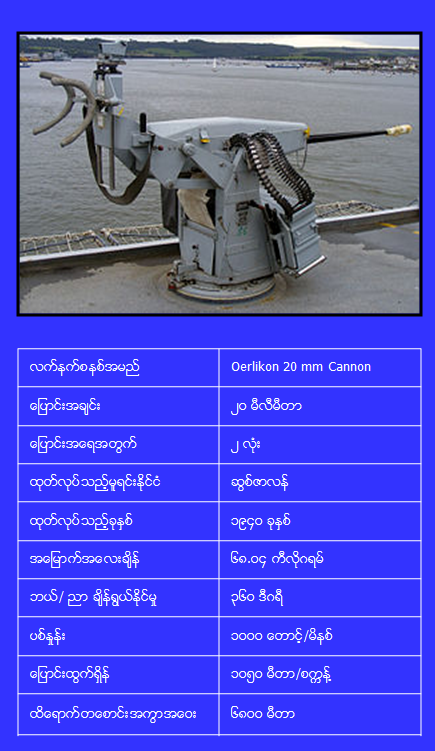 လက်နက်စနစ်အမည် Oerlikon 20 mm Cannon
ပြောင်းအချင်း ၂၀ မီလီမီတာ
ပြောင်းအရေအတွက် ၂ လုံး
ထုတ်လုပ်သည့်မူရင်းနိုင်ငံ ဆွစ်ဇာလန်
ထုတ်လုပ်သည့်ခုနှစ် ၁၉၄၀ ခုနှစ်
အမြောက်အလေးချိန် ၆၈.၀၄ ကီလိုဂရမ်
ဘယ်/ ညာ ချိန်ရွယ်နိုင်မှု ၃၆၀ ဒီဂရီ
ပစ်နှုန်း ၁၀၀၀ တောင့်/မိနစ်
ပြောင်းထွက်ရှိန် ၁၀၅၀ မီတာ/စက္ကန့်
ထိရောက်တစောင်းအကွာအဝေး ၆၈၀၀ မီတာ